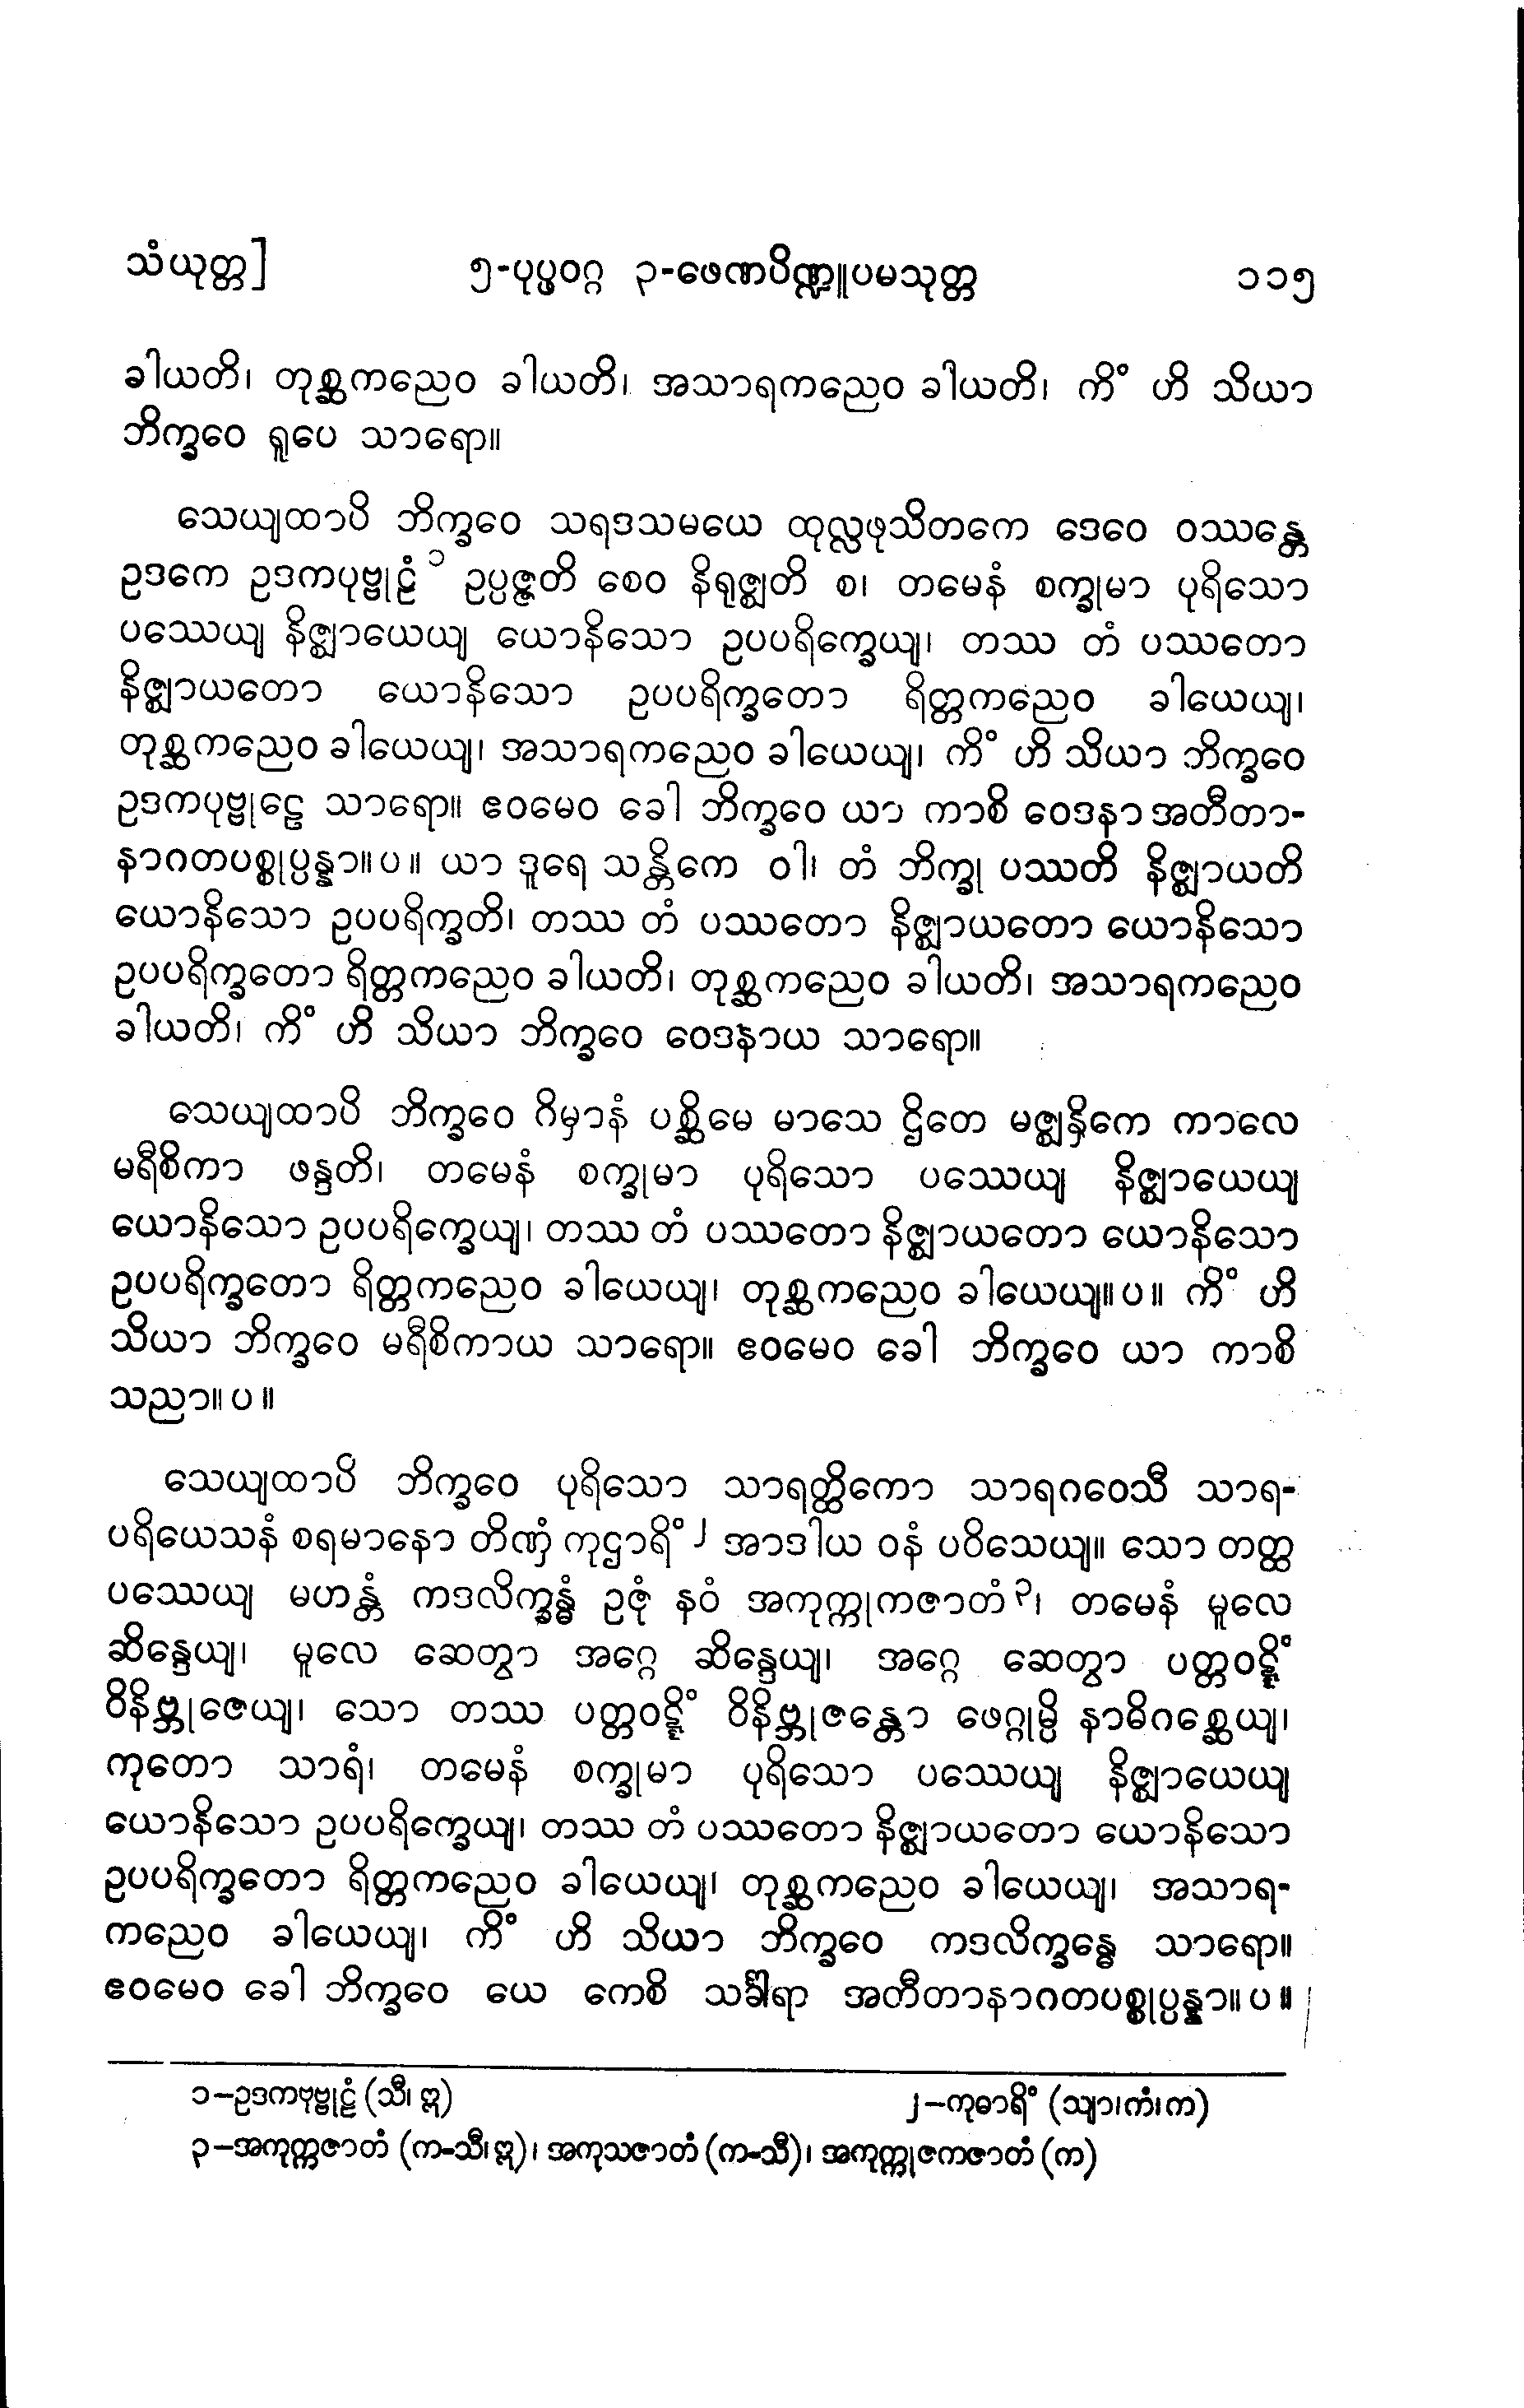 သံယုတ္တ] ၅-ပုပ္ဖဝဂ္ဂ ၃-ဖေဏပိဏ္ဍူပမသုတ္တ ၁၁၅
ခါယတိ၊ တုစ္ဆကညေဝ ခါယတိ၊ အသာရကညေဝ ခါယတိ၊ ကိံ ဟိ သိယာ
ဘိက္ခဝေ ရူပေ သာရော။
သေယျထာပိ ဘိက္ခဝေ သရဒသမယေ ထုလ္လဖုသိတကေ ဒေဝေ ဝဿန္တေ
ဥဒကေ ဥဒကပုဗ္ဗုဠံ ၁ ဥပ္ပဇ္ဇတိ စေဝ နိရုဇ္ဈတိ စ၊ တမေနံ စက္ခုမာ ပုရိသော
ပဿေယျ နိဇ္ဈာယေယျ ယောနိသော ဥပပရိက္ခေယျ၊ တဿ တံ ပဿတော
နိဇ္ဈာယတော ယောနိသော ဥပပရိက္ခတော ရိတ္တကညေဝ ခါယေယျ၊
တုစ္ဆကညေဝ ခါယေယျ၊ အသာရကညေဝ ခါယေယျ၊ ကိံ ဟိ သိယာ ဘိက္ခဝေ
ဥဒကပုဗ္ဗုဠေ သာရော။ ဧဝမေဝ ခေါ ဘိက္ခဝေ ယာ ကာစိ ဝေဒနာ အတီတာ-
နာဂတပစ္စုပ္ပန္နာ။ပ။ ယာ ဒူရေ သန္တိကေ ဝါ၊ တံ ဘိက္ခု ပဿတိ နိဇ္ဈာယတိ
ယောနိသော ဥပပရိက္ခတိ၊ တဿ တံ ပဿတော နိဇ္ဈာယတော ယောနိသော
ဥပပရိက္ခတော ရိတ္တကညေဝ ခါယတိ၊ တုစ္ဆကညေဝ ခါယတိ၊ အသာရကညေဝ
ခါယတိ၊ ကိံ ဟိ သိယာ ဘိက္ခဝေ ဝေဒနာယ သာရော။
သေယျထာပိ ဘိက္ခဝေ ဂိမှာနံ ပစ္ဆိမေ မာသေ ဌိတေ မဇ္ဈနှိကေ ကာလေ
မရီစိကာ ဖန္ဒတိ၊ တမေနံ စက္ခုမာ ပုရိသော ပဿေယျ နိဇ္ဈာယေယျ
ယောနိသော ဥပပရိက္ခေယျ၊ တဿ တံ ပဿတော နိဇ္ဈာယတော ယောနိသော
ဥပပရိက္ခတော ရိတ္တကညေဝ ခါယေယျ၊ တုစ္ဆကညေဝ ခါယေယျ။ပ။ ကိံ ဟိ
သိယာ ဘိက္ခဝေ မရီစိကာယ သာရော။ ဧဝမေဝ ခေါ ဘိက္ခဝေ ယာ ကာစိ
သညာ။ပ။
သေယျထာပိ ဘိက္ခဝေ ပုရိသော သာရတ္ထိကော သာရဂဝေသီ သာရ-
ပရိယေသနံ စရမာနော တိဏှံ ကုဌာရိံ ၂ အာဒါယ ဝနံ ပဝိသေယျ။ သော တတ္ထ
ပဿေယျ မဟန္တံ ကဒလိက္ခန္ဓံ ဥဇုံ နဝံ အကုက္ကုကဇာတံ ၃၊ တမေနံ မူလေ
ဆိန္ဒေယျ၊ မူလေ ဆေတွာ အဂ္ဂေ ဆိန္ဒေယျ၊ အဂ္ဂေ ဆေတွာ ပတ္တဝဋ္ဋိံ
ဝိနိဗ္ဘုဇေယျ၊ သော တဿ ပတ္တဝဋ္ဋိံ ဝိနိဗ္ဘုဇန္တော ဖေဂ္ဂုမ္ပိ နာဓိဂစ္ဆေယျ၊
ကုတော သာရံ၊ တမေနံ စက္ခုမာ ပုရိသော ပဿေယျ နိဇ္ဈာယေယျ
ယောနိသော ဥပပရိက္ခေယျ၊ တဿ တံ ပဿတော နိဇ္ဈာယတော ယောနိသော
ဥပပရိက္ခတော ရိတ္တကညေဝ ခါယေယျ၊ တုစ္ဆကညေဝ ခါယေယျ၊ အသာရ-
ကညေဝ ခါယေယျ၊ ကိံ ဟိ သိယာ ဘိက္ခဝေ ကဒလိက္ခန္ဓေ သာရော။
ဧဝမေဝ ခေါ ဘိက္ခဝေ ယေ ကေစိ သင်္ခါရာ အတီတာနာဂတပစ္စုပ္ပန္နာ။ပ။
၁-ဥဒကဗုဗ္ဗုဠံ (သီ၊ ဣ) ၂-ကုဓာရိံ (သျာ၊ကံ၊က)
၃-အကုက္ကဇာတံ (က-သီ၊ ဣ)၊ အကုသဇာတံ (က-သီ)၊ အကုက္ကုဇကဇာတံ (က)